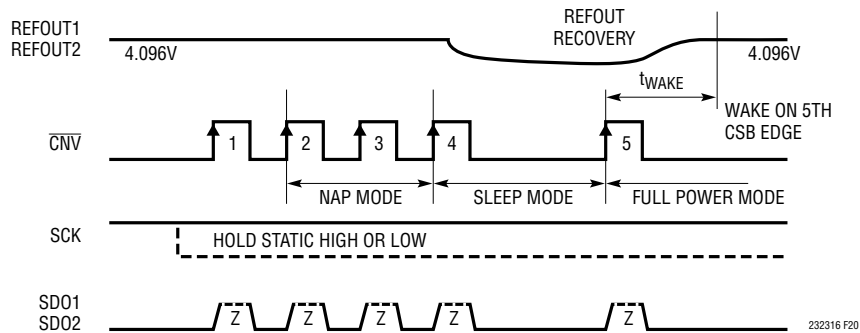 REFOUT1
REFOUT2
4.096V
REFOUT
RECOVERY
4.096V
tWAKE
WAKE ON 5TH
CSB EDGE
CNV
1
2
3
4
5
NAP MODE
SLEEP MODE
FULL POWER MODE
SCK
HOLD STATIC HIGH OR LOW
SDO1
SDO2
Z
Z
Z
Z
Z
232316 F20